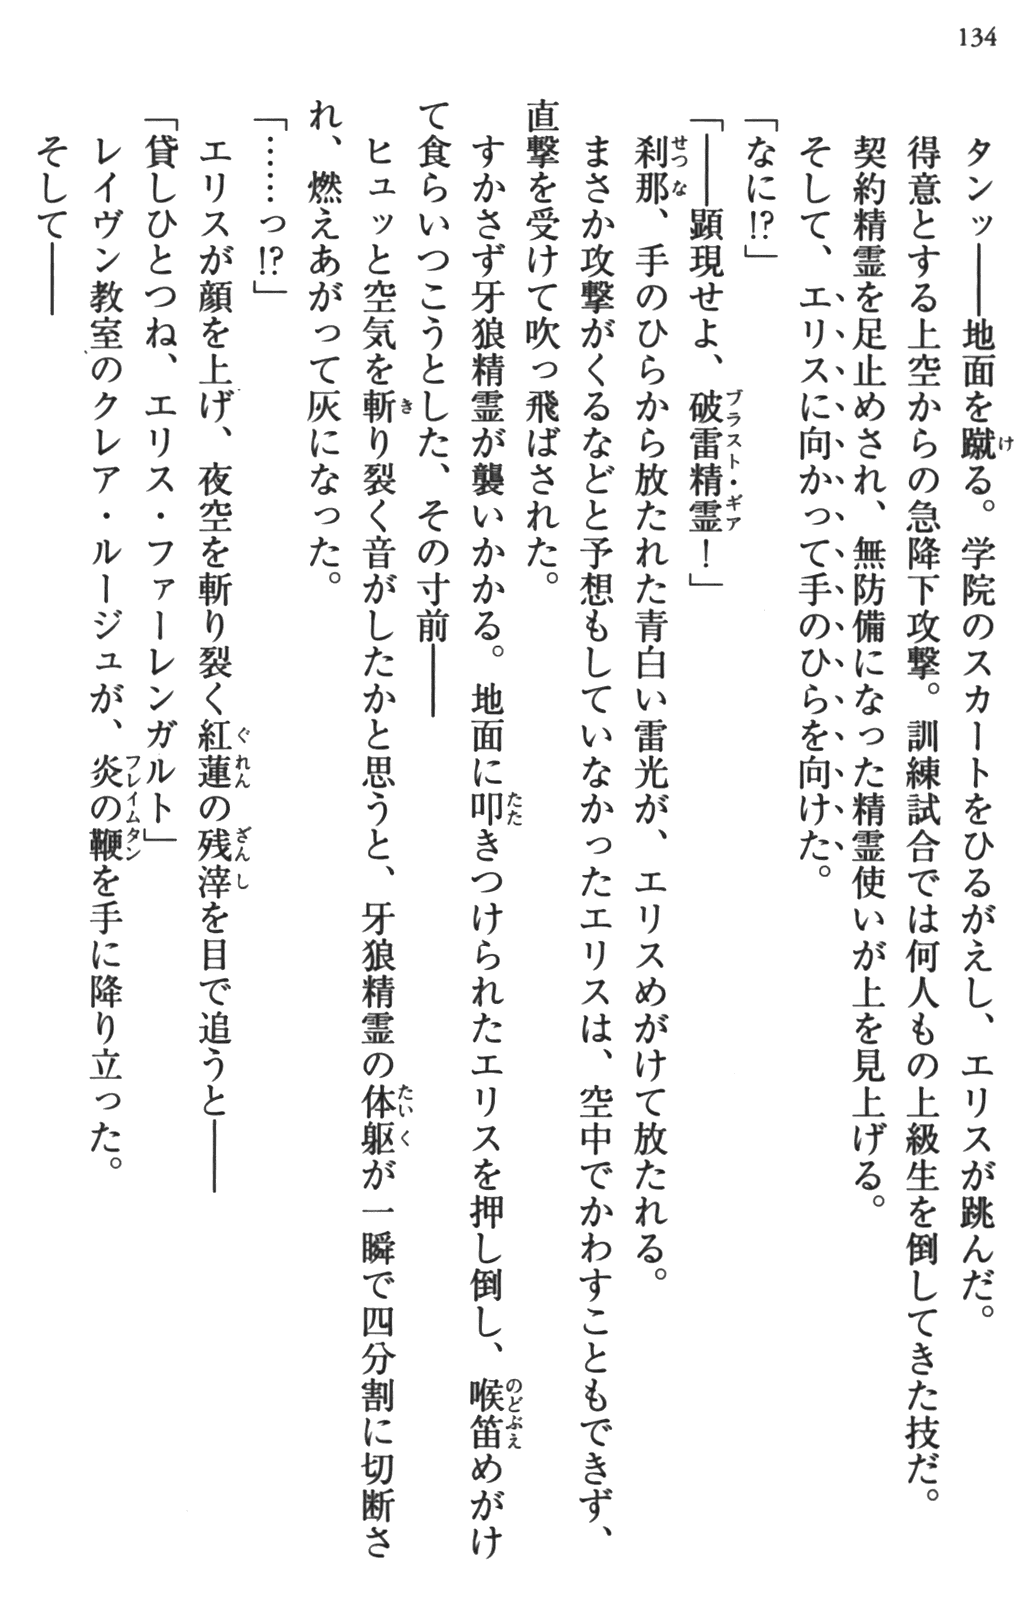 134
タンッ――地面を蹴る。学院のスカートをひるがえし、エリスが跳んだ。
得意とする上空からの急降下攻撃。訓練試合では何人もの上級生を倒してきた技だ。
契約精霊を足止めされ、無防備になった精霊使いが上を見上げる。
そして、エリスに向かって手のひらを向けた。
「なに!?」
「――顕現せよ、破雷精霊！」
刹那、手のひらから放たれた青白い雷光が、エリスめがけて放たれる。
まさか攻撃がくるなどと予想もしていなかったエリスは、空中でかわすこともできず、
直撃を受けて吹っ飛ばされた。
すかさず牙狼精霊が襲いかかる。地面に叩きつけられたエリスを押し倒し、喉笛めがけ
て食らいつこうとした、その寸前――
ヒュッと空気を斬り裂く音がしたかと思うと、牙狼精霊の体躯が一瞬で四分割に切断さ
れ、燃えあがって灰になった。
「……っ!?」
エリスが顔を上げ、夜空を斬り裂く紅蓮の残滓を目で追うと――
「貸しひとつね、エリス・ファーレンガルト」
レイヴン教室のクレア・ルージュが、炎の鞭を手に降り立った。
そして――